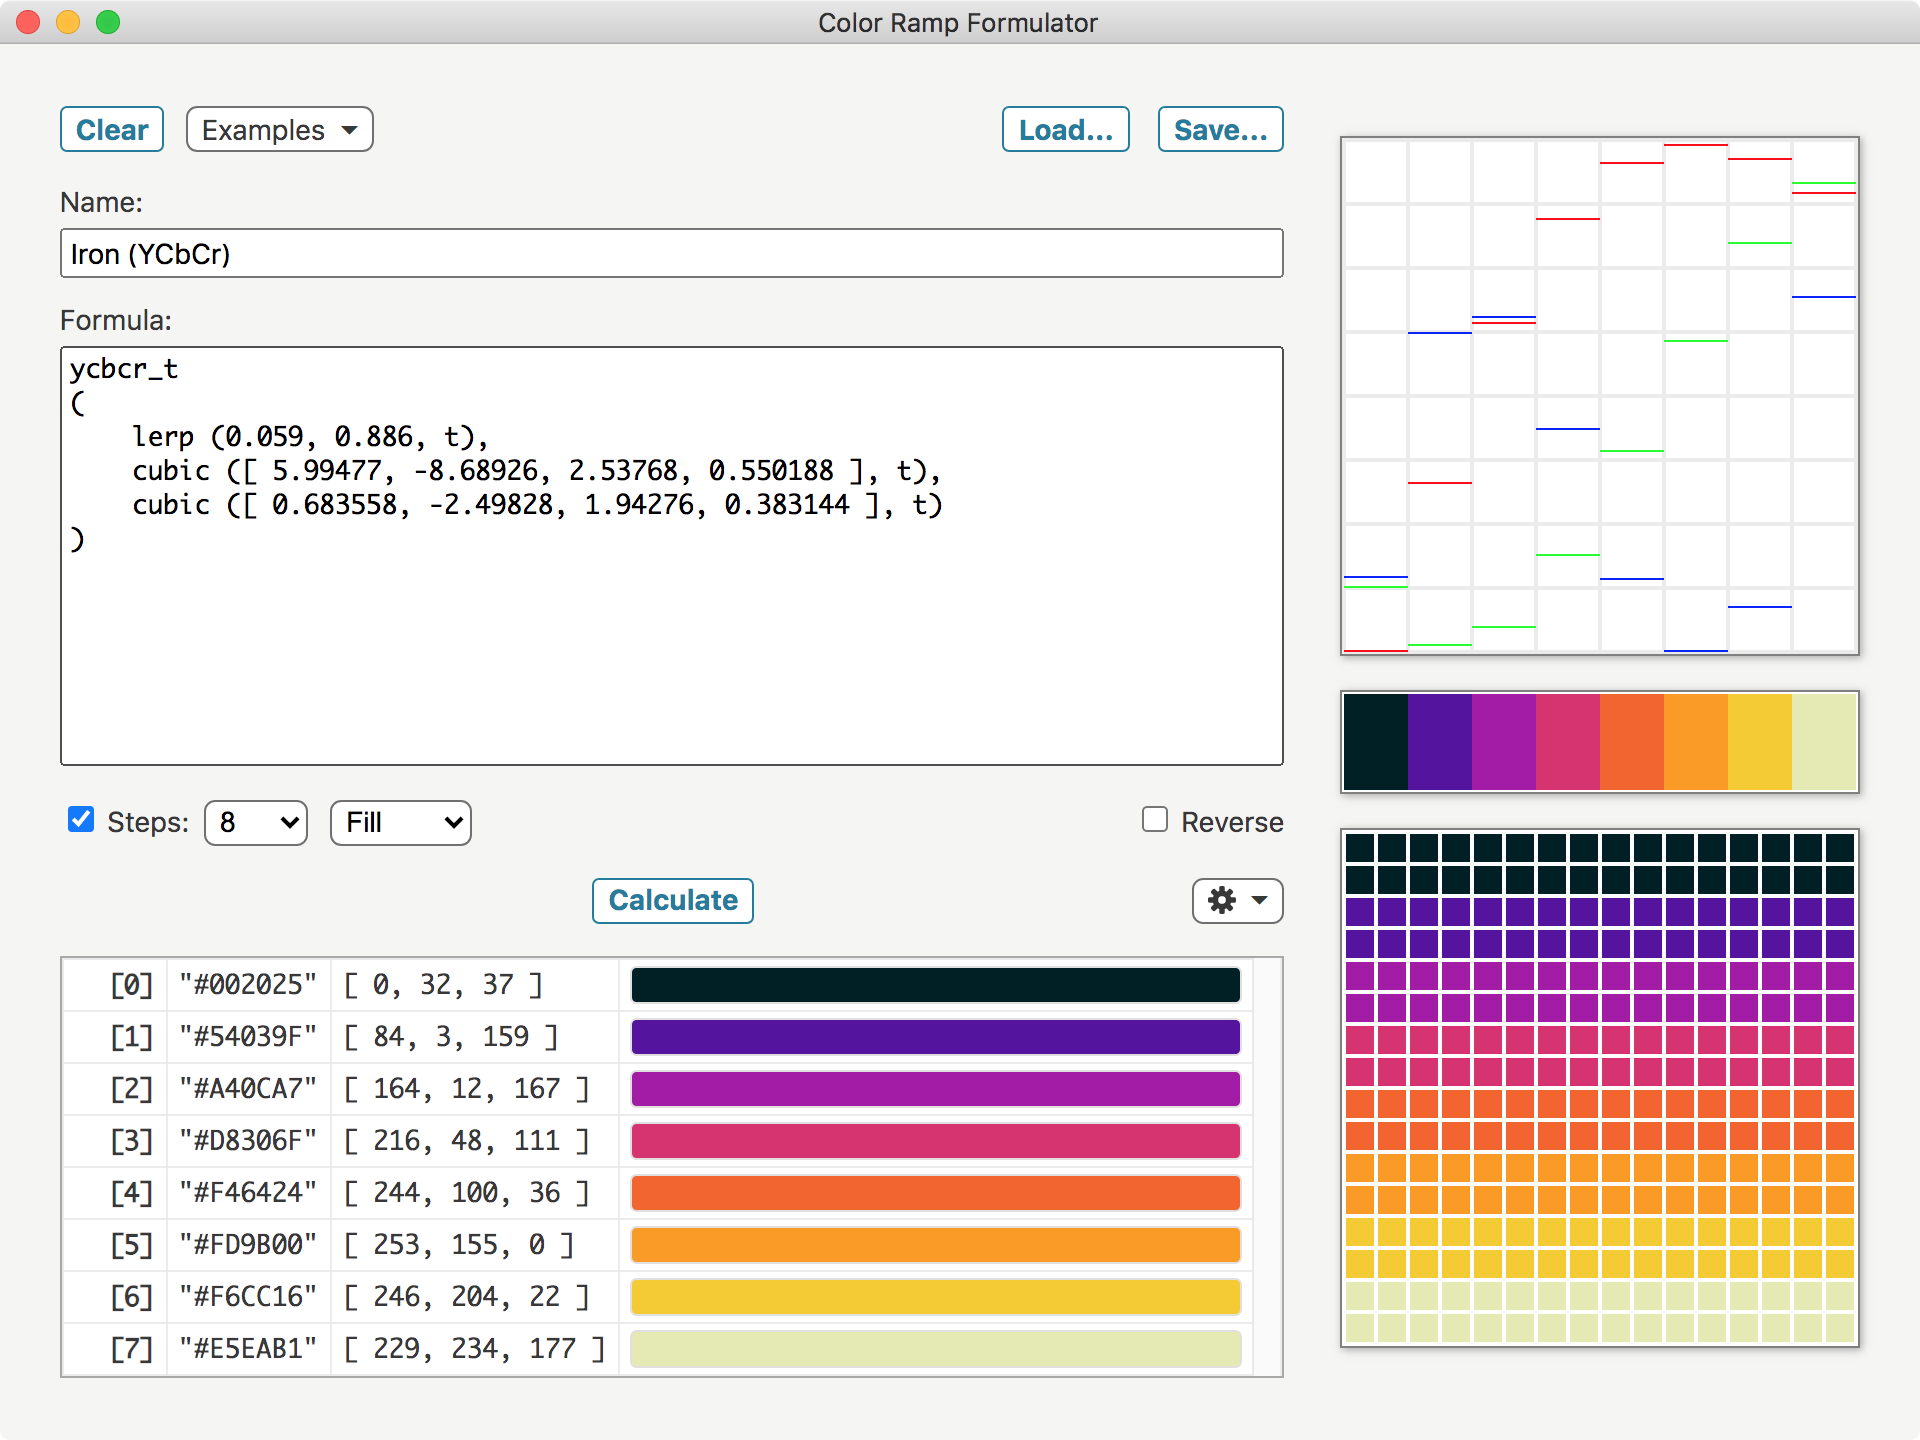 Color Ramp Formulator
Clear Examples Load... Save...
Name:
Iron (YCbCr)
Formula:
ycbcr_t
(
    lerp (0.059, 0.886, t),
    cubic ([ 5.99477, -8.68926, 2.53768, 0.550188 ], t),
    cubic ([ 0.683558, -2.49828, 1.94276, 0.383144 ], t)
)
Steps: 8 Fill Reverse
Calculate
[0] "#002025" [ 0, 32, 37 ]
[1] "#54039F" [ 84, 3, 159 ]
[2] "#A40CA7" [ 164, 12, 167 ]
[3] "#D8306F" [ 216, 48, 111 ]
[4] "#F46424" [ 244, 100, 36 ]
[5] "#FD9B00" [ 253, 155, 0 ]
[6] "#F6CC16" [ 246, 204, 22 ]
[7] "#E5EAB1" [ 229, 234, 177 ]